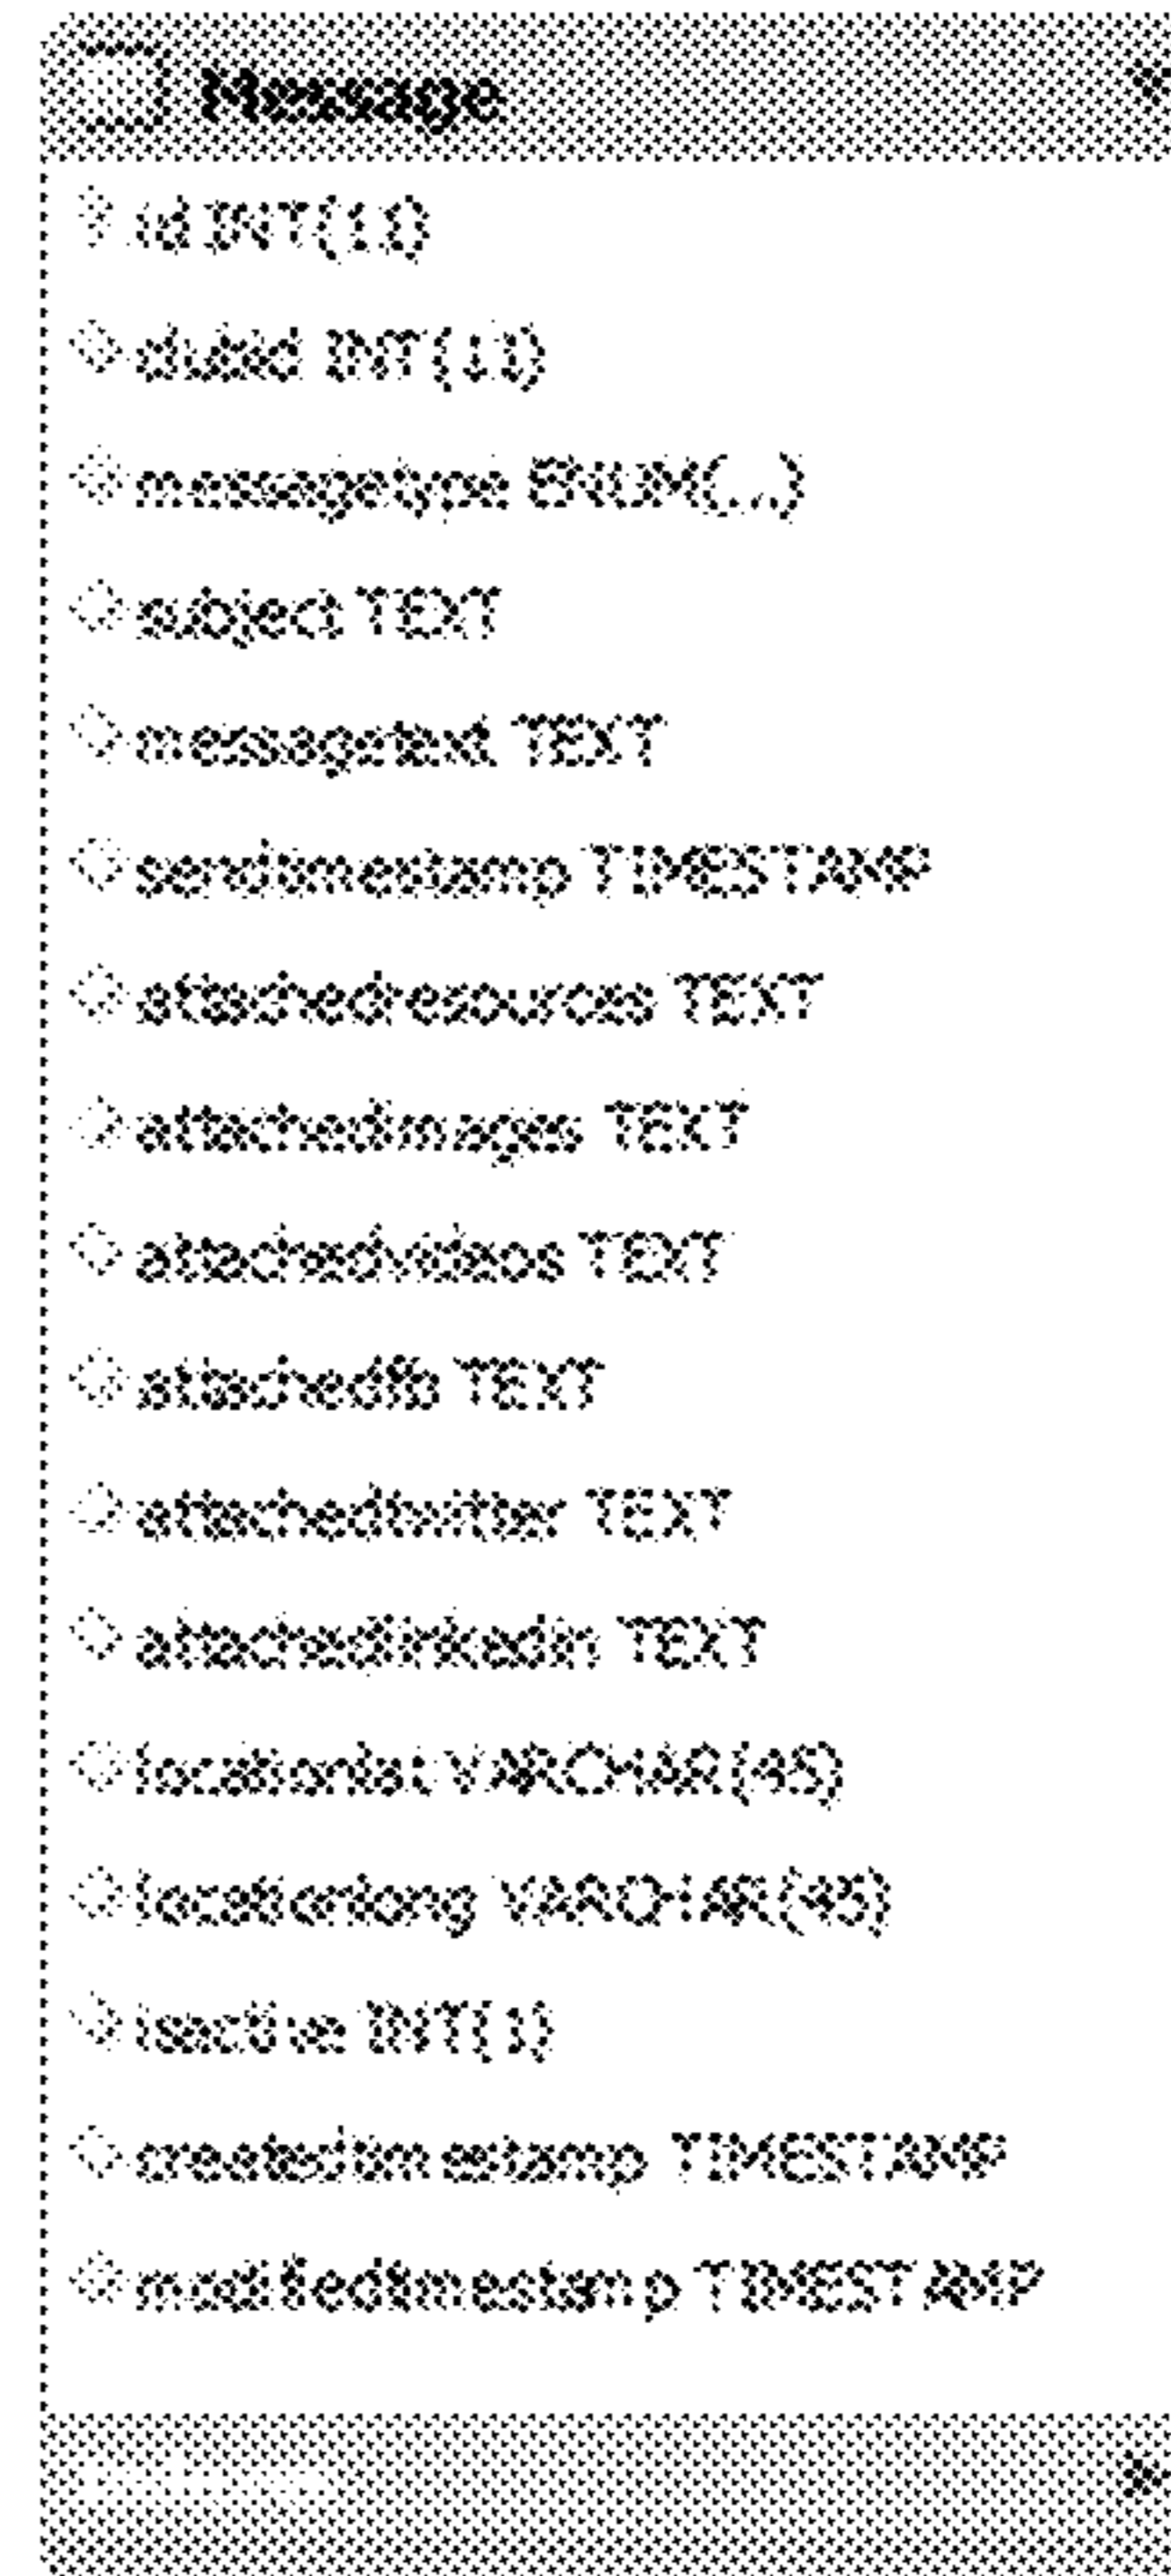 Message
id INT(11)
clubid INT(11)
messagetype ENUM(...)
subject TEXT
messagetext TEXT
sendtimestamp TIMESTAMP
attachedresources TEXT
attachedimages TEXT
attachedvideos TEXT
attachedfb TEXT
attachedtwitter TEXT
attachedlinkedin TEXT
locationlat VARCHAR(45)
locationlong VARCHAR(45)
isactive INT(1)
createdtimestamp TIMESTAMP
modifiedtimestamp TIMESTAMP